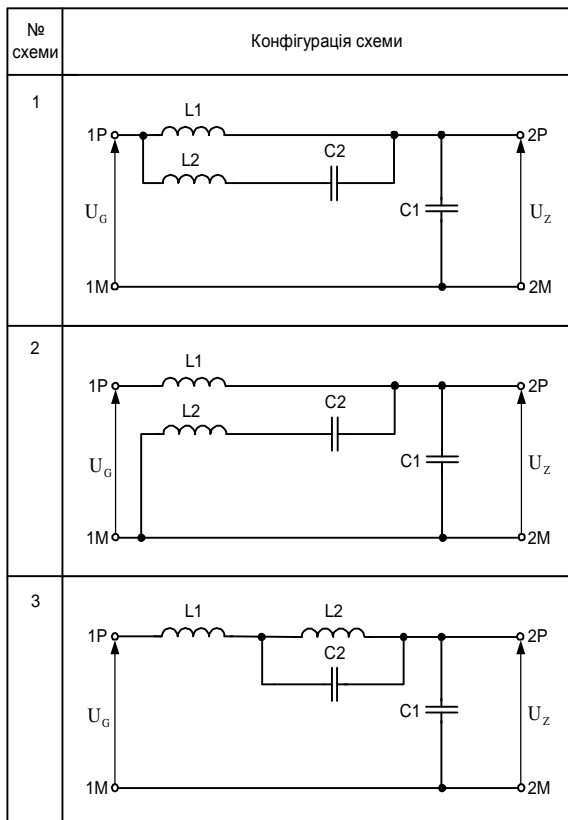 №
схеми
Конфігурація схеми
1
L1
1P
2P
L2
C2
U_G
C1
U_Z
1M
2M
2
L1
1P
2P
L2
C2
U_G
C1
U_Z
1M
2M
3
L1
L2
1P
2P
C2
U_G
C1
U_Z
1M
2M